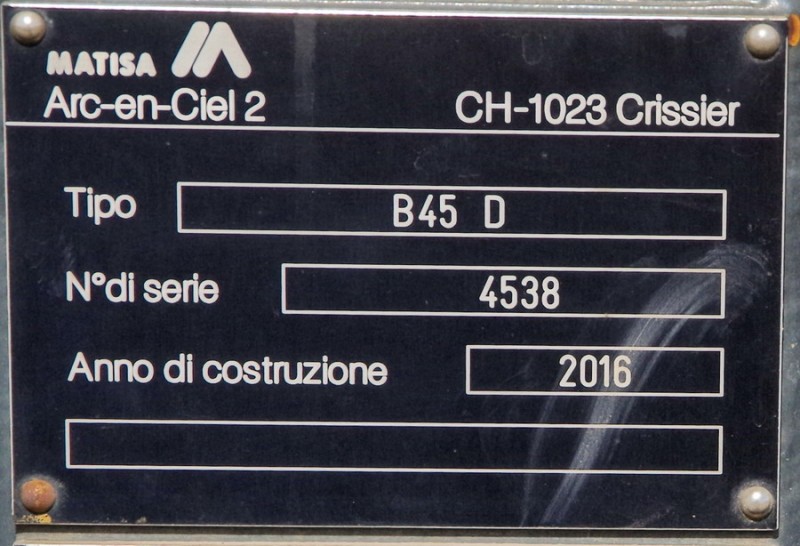 MATISA
Arc-en-Ciel 2 CH-1023 Crissier
Tipo B45 D
N°di serie 4538
Anno di costruzione 2016